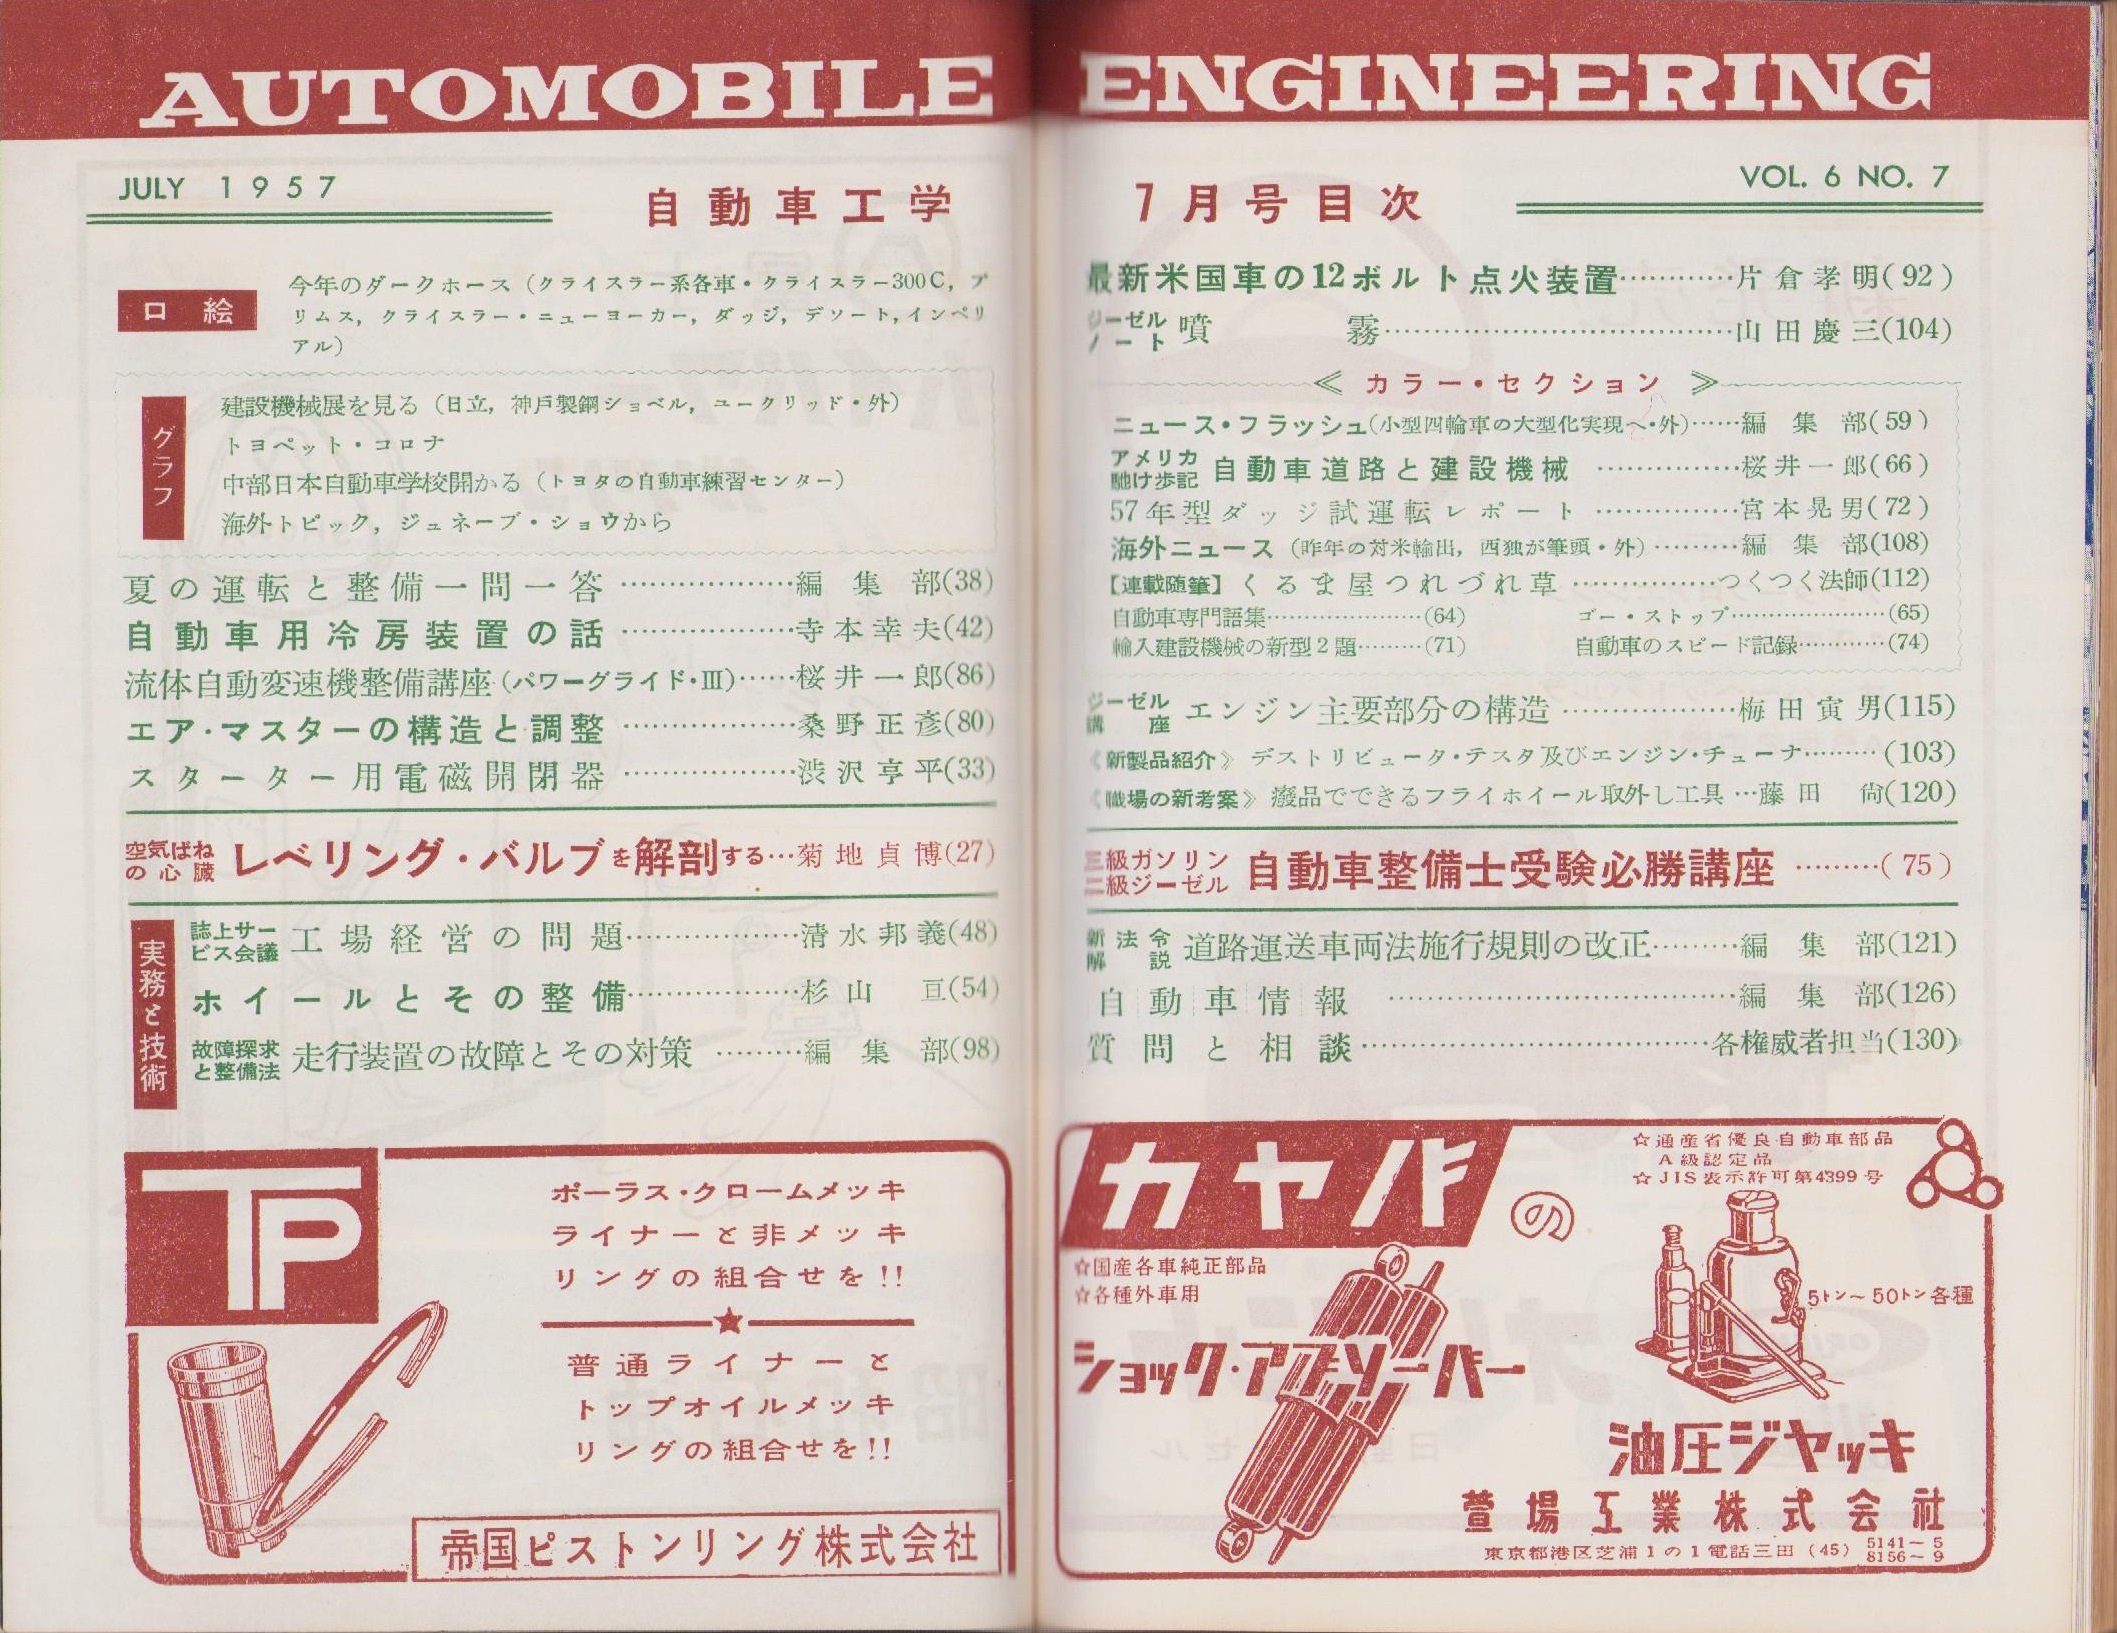 AUTOMOBILE ENGINEERING
JULY 1957
自動車工学
7月号目次
VOL. 6 NO. 7
口絵
今年のダークホース（クライスラー系各車・クライスラー300C，プ
リムス，クライスラー・ニューヨーカー，ダッジ，デソート，インペリ
アル）
グラフ
建設機械展を見る（日立，神戸製鋼ショベル，ユークリッド・外）
トヨペット・コロナ
中部日本自動車学校開かる（トヨタの自動車練習センター）
海外トピック，ジュネーブ・ショウから
夏の運転と整備一問一答………………編集部(38)
自動車用冷房装置の話………………寺本幸夫(42)
流体自動変速機整備講座（パワーグライド・Ⅲ）……桜井一郎(86)
エア・マスターの構造と調整………………桑野正彦(80)
スターター用電磁開閉器………………渋沢亨平(33)
空気ばねの心臓 レベリング・バルブを解剖する…菊地貞博(27)
実務と技術
誌上サービス会議 工場経営の問題………………清水邦義(48)
ホイールとその整備………………杉山亘(54)
故障探求と整備法 走行装置の故障とその対策………編集部(98)
TP
ポーラス・クロームメッキ
ライナーと非メッキ
リングの組合せを!!
普通ライナーと
トップオイルメッキ
リングの組合せを!!
帝国ピストンリング株式会社
最新米国車の12ボルト点火装置…………片倉孝明(92)
ジーゼルノート 噴霧………………………………山田慶三(104)
≪ カラー・セクション ≫
ニュース・フラッシュ（小型四輪車の大型化実現へ・外）……編集部(59)
アメリカ馳け歩記 自動車道路と建設機械……………桜井一郎(66)
57年型ダッジ試運転レポート……………宮本晃男(72)
海外ニュース（昨年の対米輸出，西独が筆頭・外）………編集部(108)
【連載随筆】くるま屋つれづれ草……………つくつく法師(112)
自動車専門語集……………(64)
ゴー・ストップ…………………(65)
輸入建設機械の新型2題………(71)
自動車のスピード記録…………(74)
ジーゼル講座 エンジン主要部分の構造………………梅田寅男(115)
《新製品紹介》デストリビュータ・テスタ及びエンジン・チューナ………(103)
《職場の新考案》癈品でできるフライホイール取外し工具…藤田尙(120)
三級ガソリン二級ジーゼル 自動車整備士受験必勝講座………(75)
新法令解説 道路運送車両法施行規則の改正………編集部(121)
自動車情報………………………………編集部(126)
質問と相談………………………………各権威者担当(130)
カヤバの
☆通産省優良自動車部品
A級認定品
☆JIS表示許可第4399号
☆国産各車純正部品
☆各種外車用
ショック・アブソーバー
5トン～50トン各種
油圧ジャッキ
萱場工業株式会社
東京都港区芝浦1の1電話三田（45）5141～5 8156～9